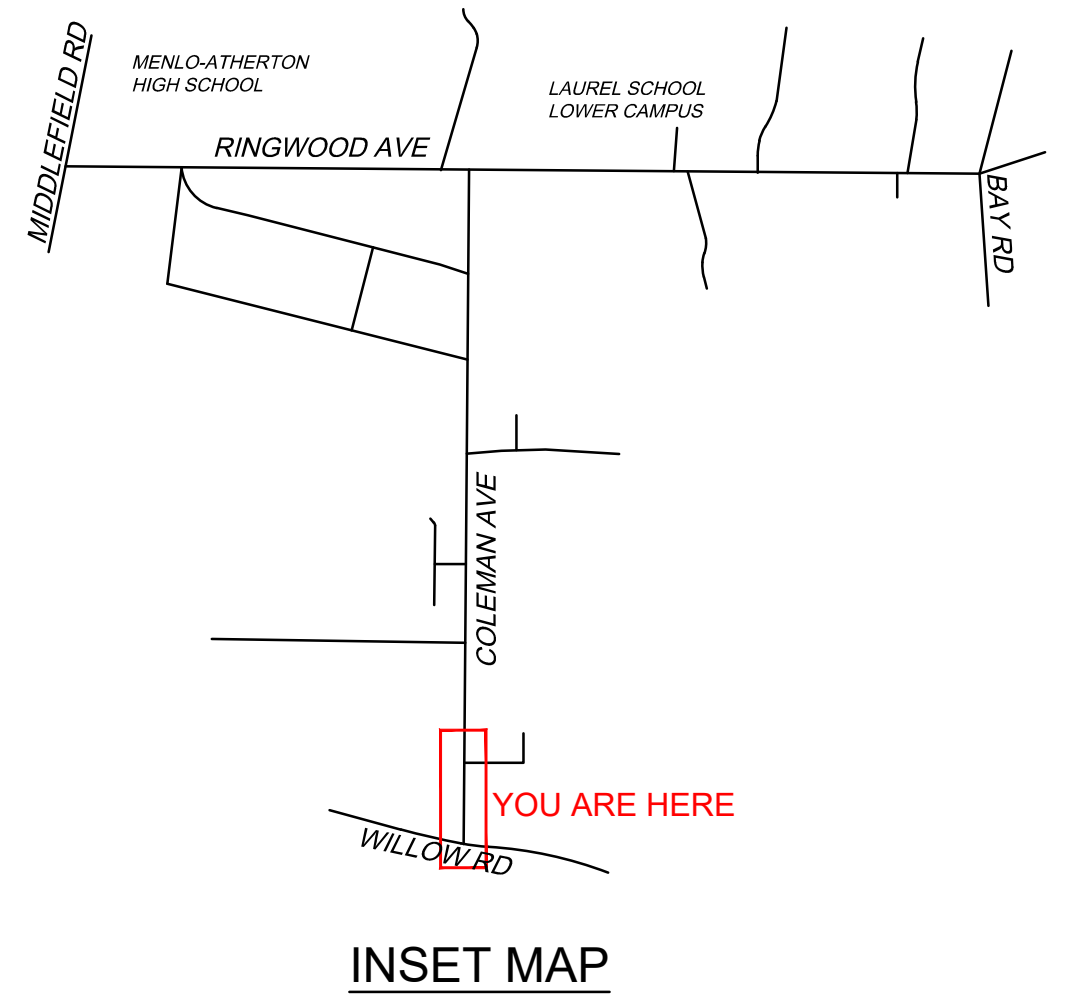 MIDDLEFIELD RD
MENLO-ATHERTON
HIGH SCHOOL
LAUREL SCHOOL
LOWER CAMPUS
RINGWOOD AVE
BAY RD
COLEMAN AVE
YOU ARE HERE
WILLOW RD
INSET MAP